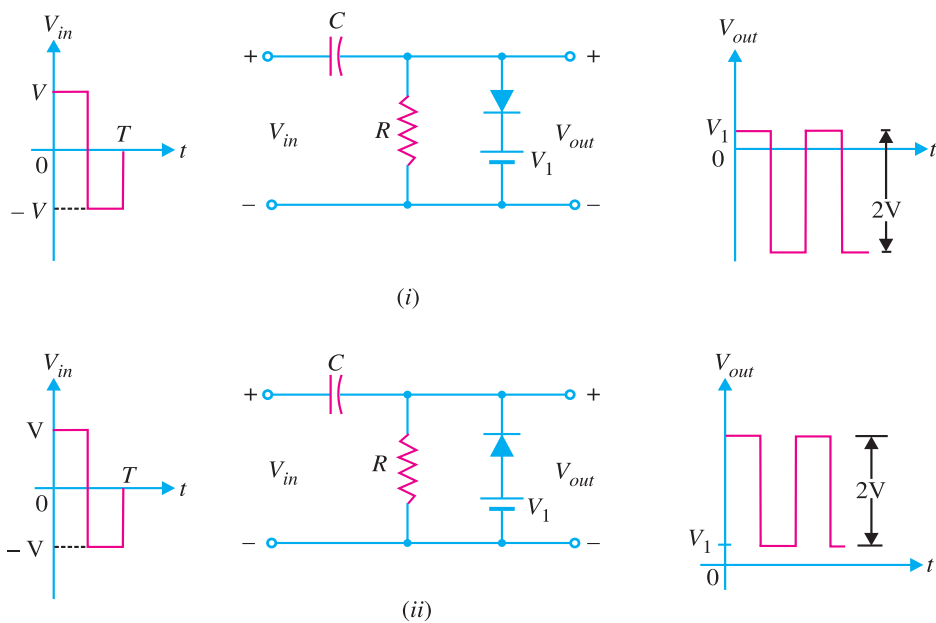 V_in
V
T
0
t
– V
C
+
+
V_in
R
V_out
V_1
–
–
V_out
V_1
0
t
2V
(i)
V_in
V
T
0
t
– V
C
+
+
V_in
R
V_out
V_1
–
–
V_out
2V
V_1
0
t
(ii)